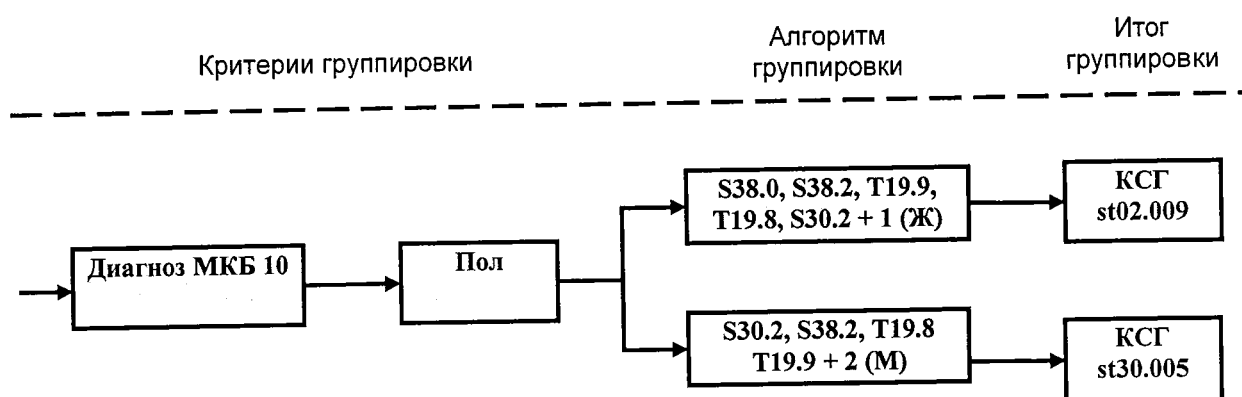 Критерии группировки
Алгоритм
группировки
Итог
группировки
Диагноз МКБ 10
Пол
S38.0, S38.2, T19.9,
T19.8, S30.2 + 1 (Ж)
КСГ
st02.009
S30.2, S38.2, T19.8
T19.9 + 2 (М)
КСГ
st30.005